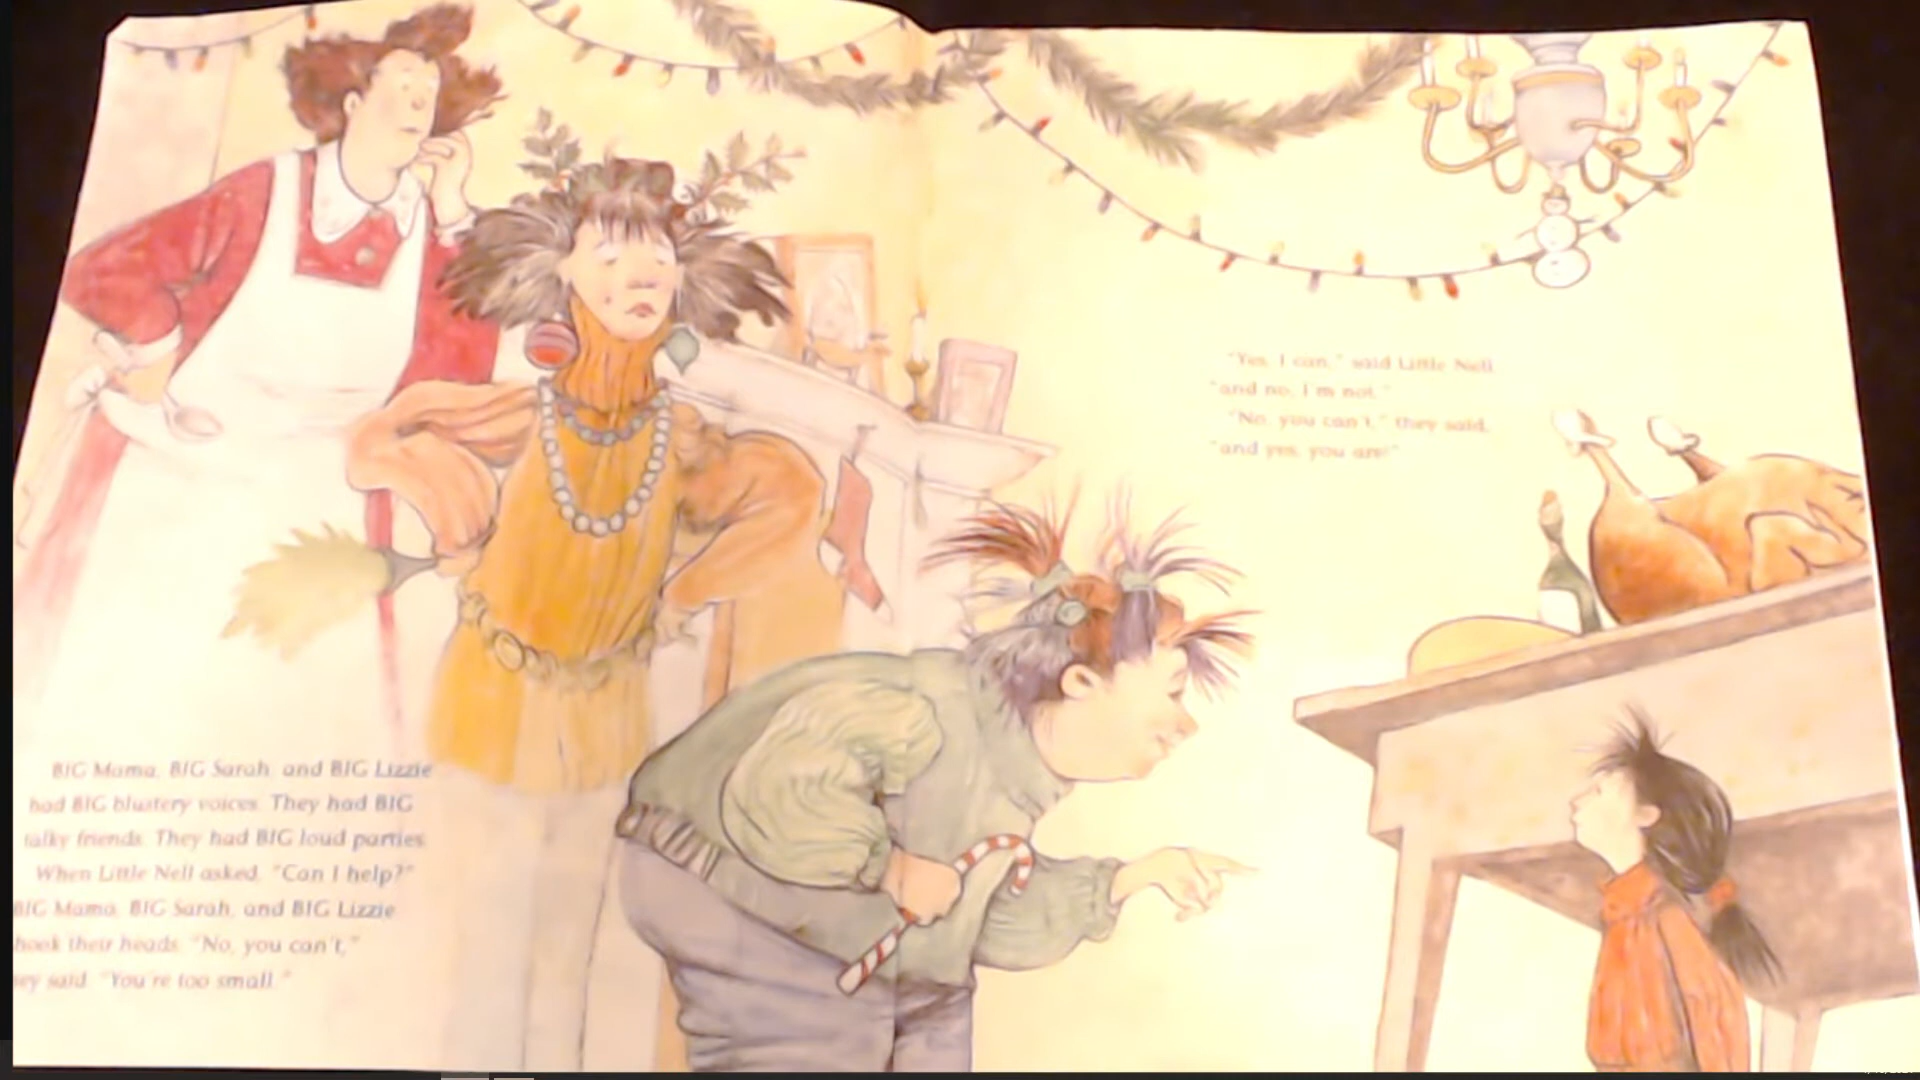 BIG Mama, BIG Sarah, and BIG Lizzie
had BIG blustery voices. They had BIG
talky friends. They had BIG loud parties.
When Little Nell asked, "Can I help?"
BIG Mama, BIG Sarah, and BIG Lizzie
hook their heads. "No, you can't,"
ey said. "You're too small."
"Yes, I can," said Little Nell,
"and no, I'm not."
"No, you can't," they said,
"and yes, you are!"